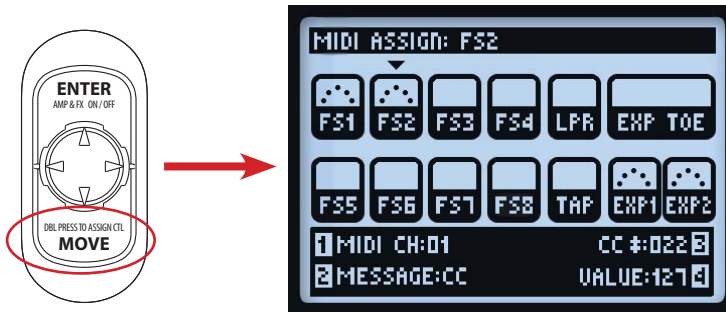 ENTER
AMP & FX ON / OFF
DBL PRESS TO ASSIGN CTL
MOVE
MIDI ASSIGN: FS2
FS1 FS2 FS3 FS4 LPR EXP TOE
FS5 FS6 FS7 FS8 TAP EXP1 EXP2
1 MIDI CH:01 CC #:022 3
2 MESSAGE:CC VALUE:127 4